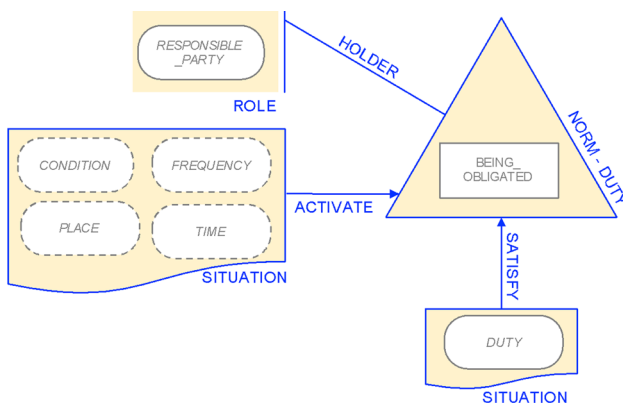 RESPONSIBLE
_PARTY
ROLE
HOLDER
NORM - DUTY
BEING_
OBLIGATED
CONDITION
FREQUENCY
PLACE
TIME
SITUATION
ACTIVATE
SATISFY
DUTY
SITUATION